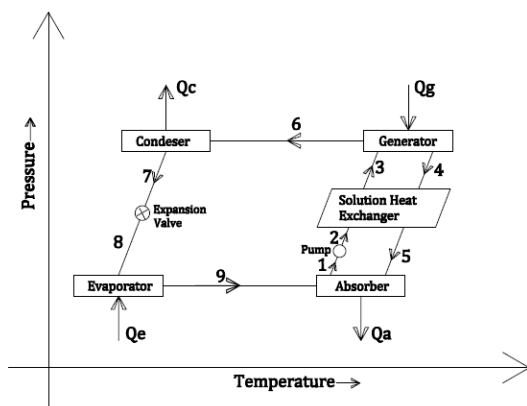 Qc
Qg
6
Condeser
Generator
7
3
4
Expansion
Valve
Solution Heat
Exchanger
8
2
Pump
1
5
Evaporator
9
Absorber
Qe
Qa
Pressure
Temperature